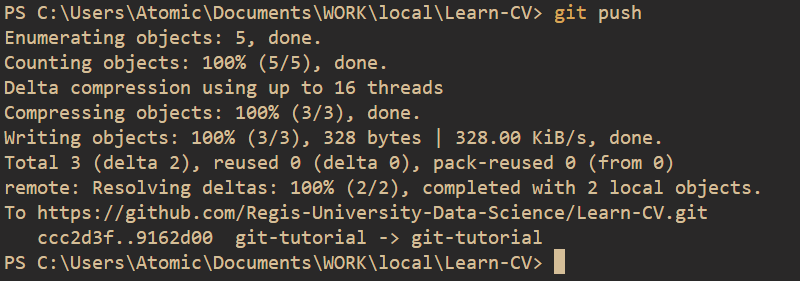 PS C:\Users\Atomic\Documents\WORK\local\Learn-CV> git push
Enumerating objects: 5, done.
Counting objects: 100% (5/5), done.
Delta compression using up to 16 threads
Compressing objects: 100% (3/3), done.
Writing objects: 100% (3/3), 328 bytes | 328.00 KiB/s, done.
Total 3 (delta 2), reused 0 (delta 0), pack-reused 0 (from 0)
remote: Resolving deltas: 100% (2/2), completed with 2 local objects.
To https://github.com/Regis-University-Data-Science/Learn-CV.git
   ccc2d3f..9162d00  git-tutorial -> git-tutorial
PS C:\Users\Atomic\Documents\WORK\local\Learn-CV>